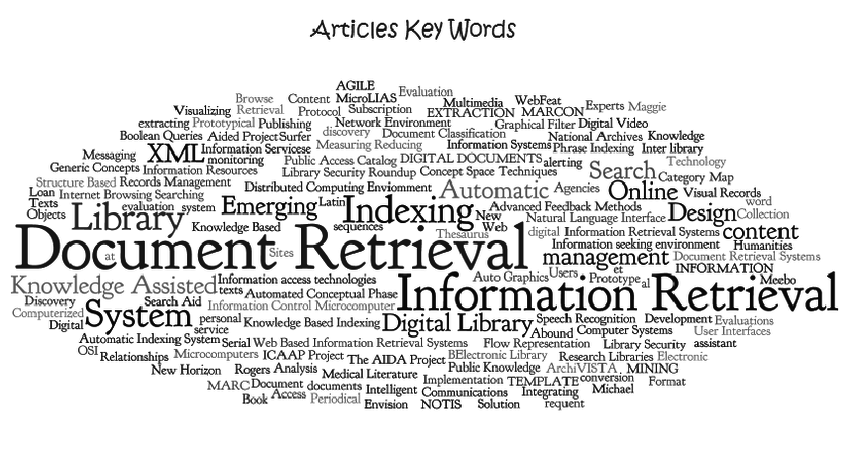 Articles Key Words
AGILE
Browse Content MicroLIAS Evaluation
Visualizing Retrieval Protocol Subscription Multimedia WebFeat Experts Maggie
EXTRACTION MARCON
extracting Prototypical Publishing Network Environment Graphical Filter Digital Video
Boolean Queries Aided ProjectSurfer discovery Document Classification National Archives Knowledge
Messaging XML Information Servicese Measuring Reducing Information Systems Phrase Indexing Inter library
monitoring Public Access Catalog DIGITAL DOCUMENTS alerting Technology
Generic Concepts Information Resources Library Security Roundup Concept Space Techniques Search Category Map
Structure Based Records Management Distributed Computing Enviomment Automatic Agencies Online Visual Records
Loan Internet Browsing Searching
Texts evaluation system Emerging Latin Indexing New Advanced Feedback Methods Design word
Objects Library Natural Language Interface Collection
Knowledge Based sequences Web
Thesaurus digital Information Retrieval Systems content
Document Retrieval Information seeking environment Humanities
at Sites management Document Retrieval Systems
INFORMATION
Knowledge Assisted Information access technologies Auto Graphics Users et Prototype al Meebo
texts Automated Conceptual Phase Information Retrieval
Discovery Search Aid Information Control Microcomputer
Computerized System personal Knowledge Based Indexing Digital Library Speech Recognition Development Evaluations
Digital service Abound Computer Systems User Interfaces
Automatic Indexing System Serial Web Based Information Retrieval Systems Flow Representation Library Security assistant
OSI Relationships Microcomputers ICAAP Project The AIDA Project BElectronic Library Research Libraries Electronic
New Horizon Rogers Analysis Medical Literature Public Knowledge ArchiVISTA, MINING
MARC Document documents Intelligent Implementation TEMPLATE conversion Format
Book Access Periodical Communications Integrating Michael
Envision NOTIS Solution requent